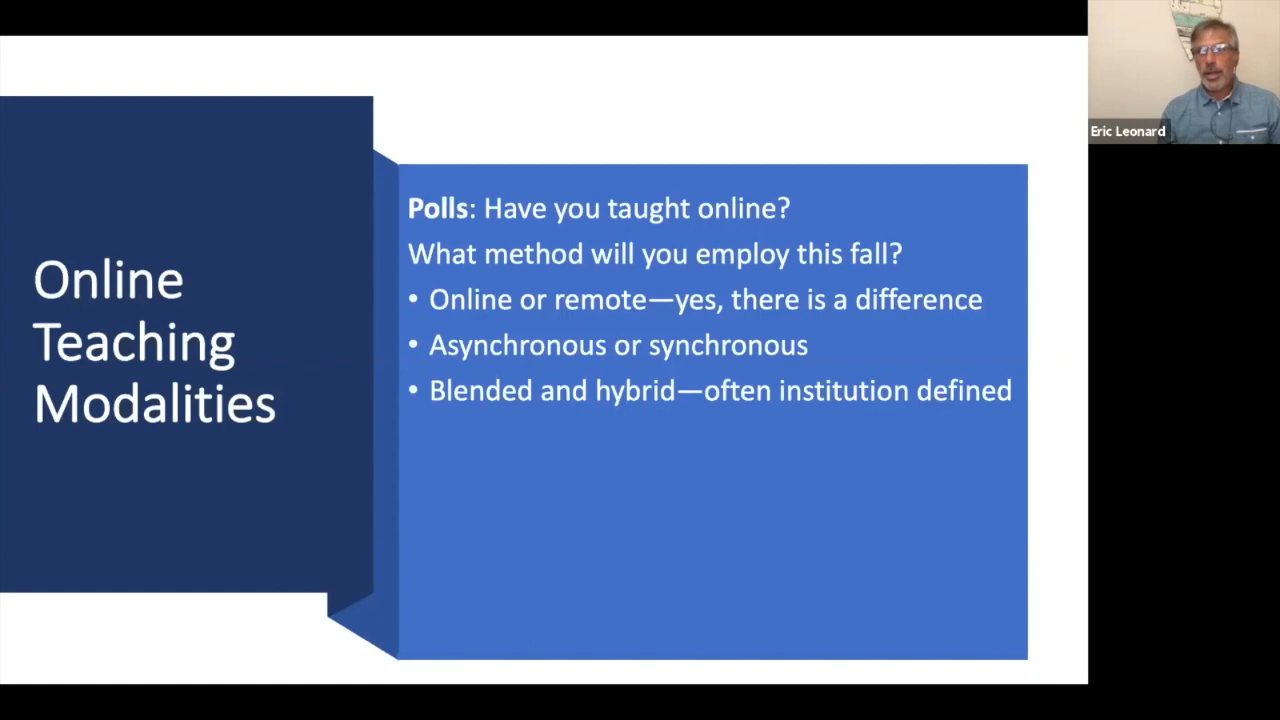 Online
Teaching
Modalities
Polls: Have you taught online?
What method will you employ this fall?
• Online or remote—yes, there is a difference
• Asynchronous or synchronous
• Blended and hybrid—often institution defined
Eric Leonard